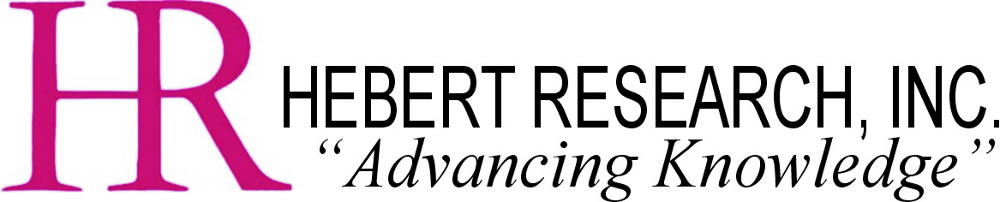 HR
HEBERT RESEARCH, INC.
“Advancing Knowledge”